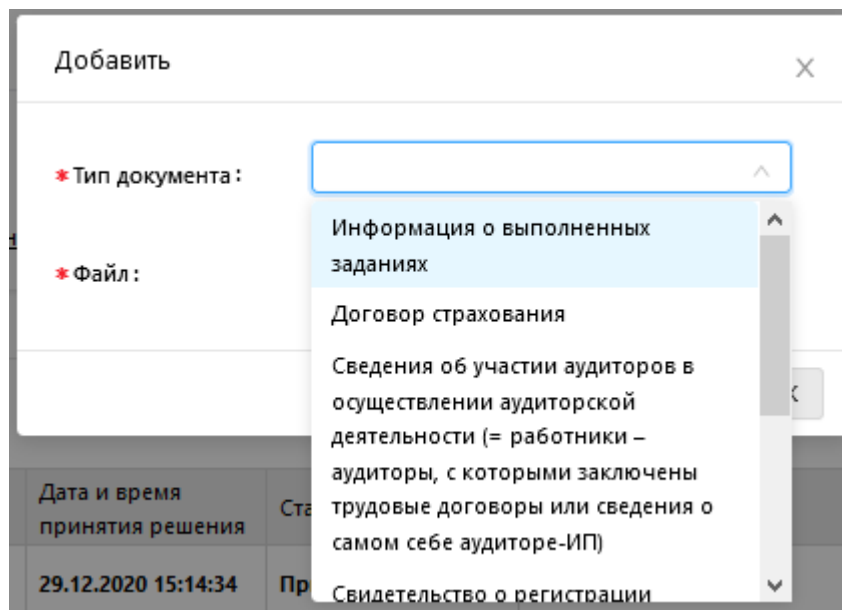 Добавить
* Тип документа :
Информация о выполненных
заданиях
* Файл :
Договор страхования
Сведения об участии аудиторов в
осуществлении аудиторской
деятельности (= работники –
аудиторы, с которыми заключены
трудовые договоры или сведения о
самом себе аудиторе-ИП)
Свидетельство о регистрации
Дата и время
принятия решения
29.12.2020 15:14:34